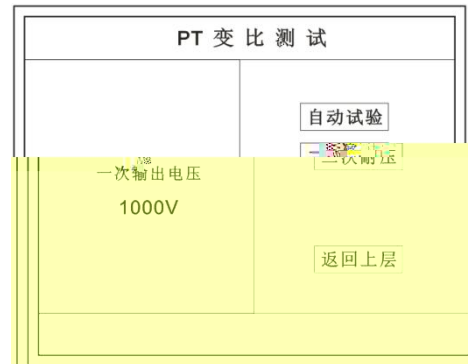 PT 变 比 测 试
自动试验
一次输出电压
1000V
返回上层